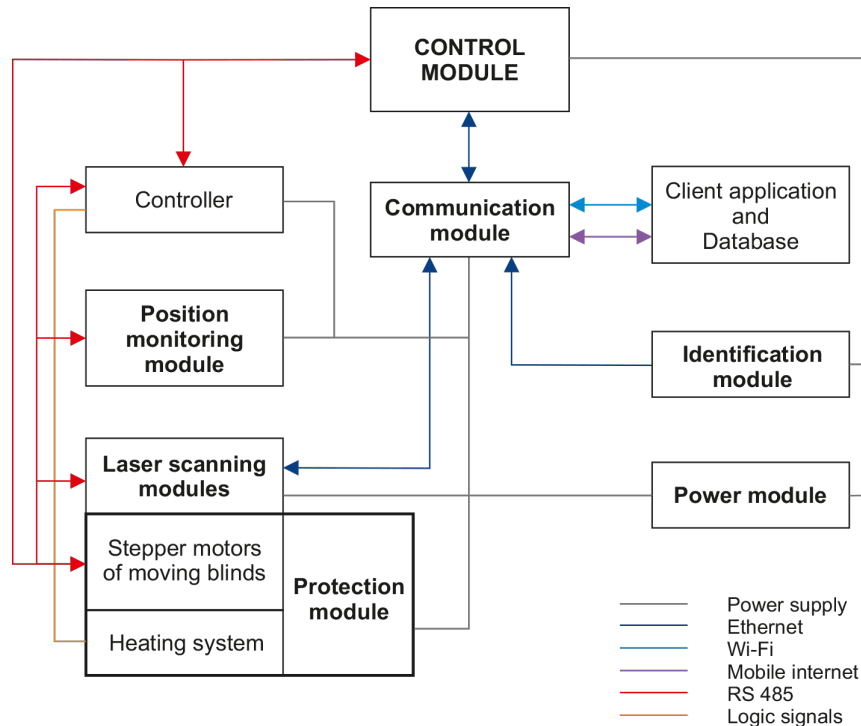 CONTROL
MODULE
Controller
Communication
module
Client application
and
Database
Position
monitoring
module
Identification
module
Laser scanning
modules
Power module
Stepper motors
of moving blinds
Protection
module
Heating system
Power supply
Ethernet
Wi-Fi
Mobile internet
RS 485
Logic signals